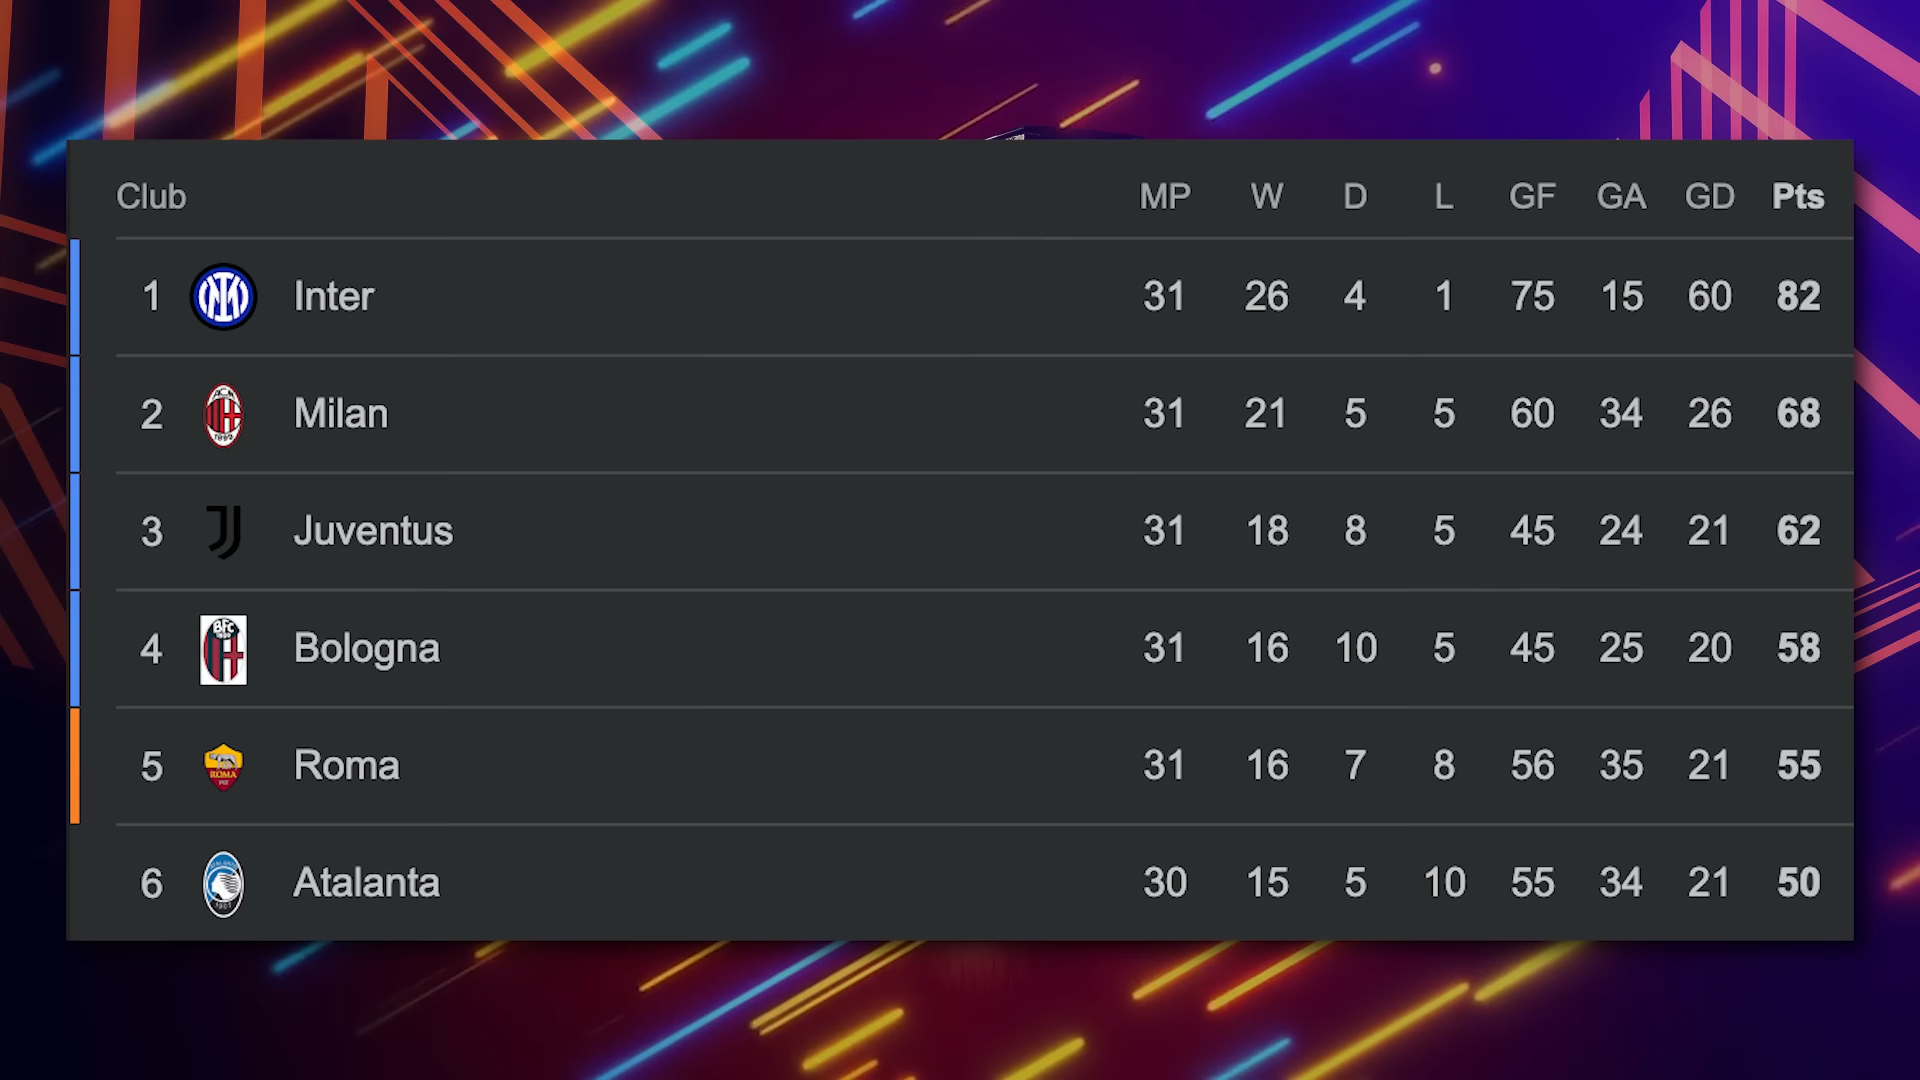 Club MP W D L GF GA GD Pts
1 Inter 31 26 4 1 75 15 60 82
2 Milan 31 21 5 5 60 34 26 68
3 Juventus 31 18 8 5 45 24 21 62
4 BFC Bologna 31 16 10 5 45 25 20 58
5 ROMA Roma 31 16 7 8 56 35 21 55
6 Atalanta 30 15 5 10 55 34 21 50